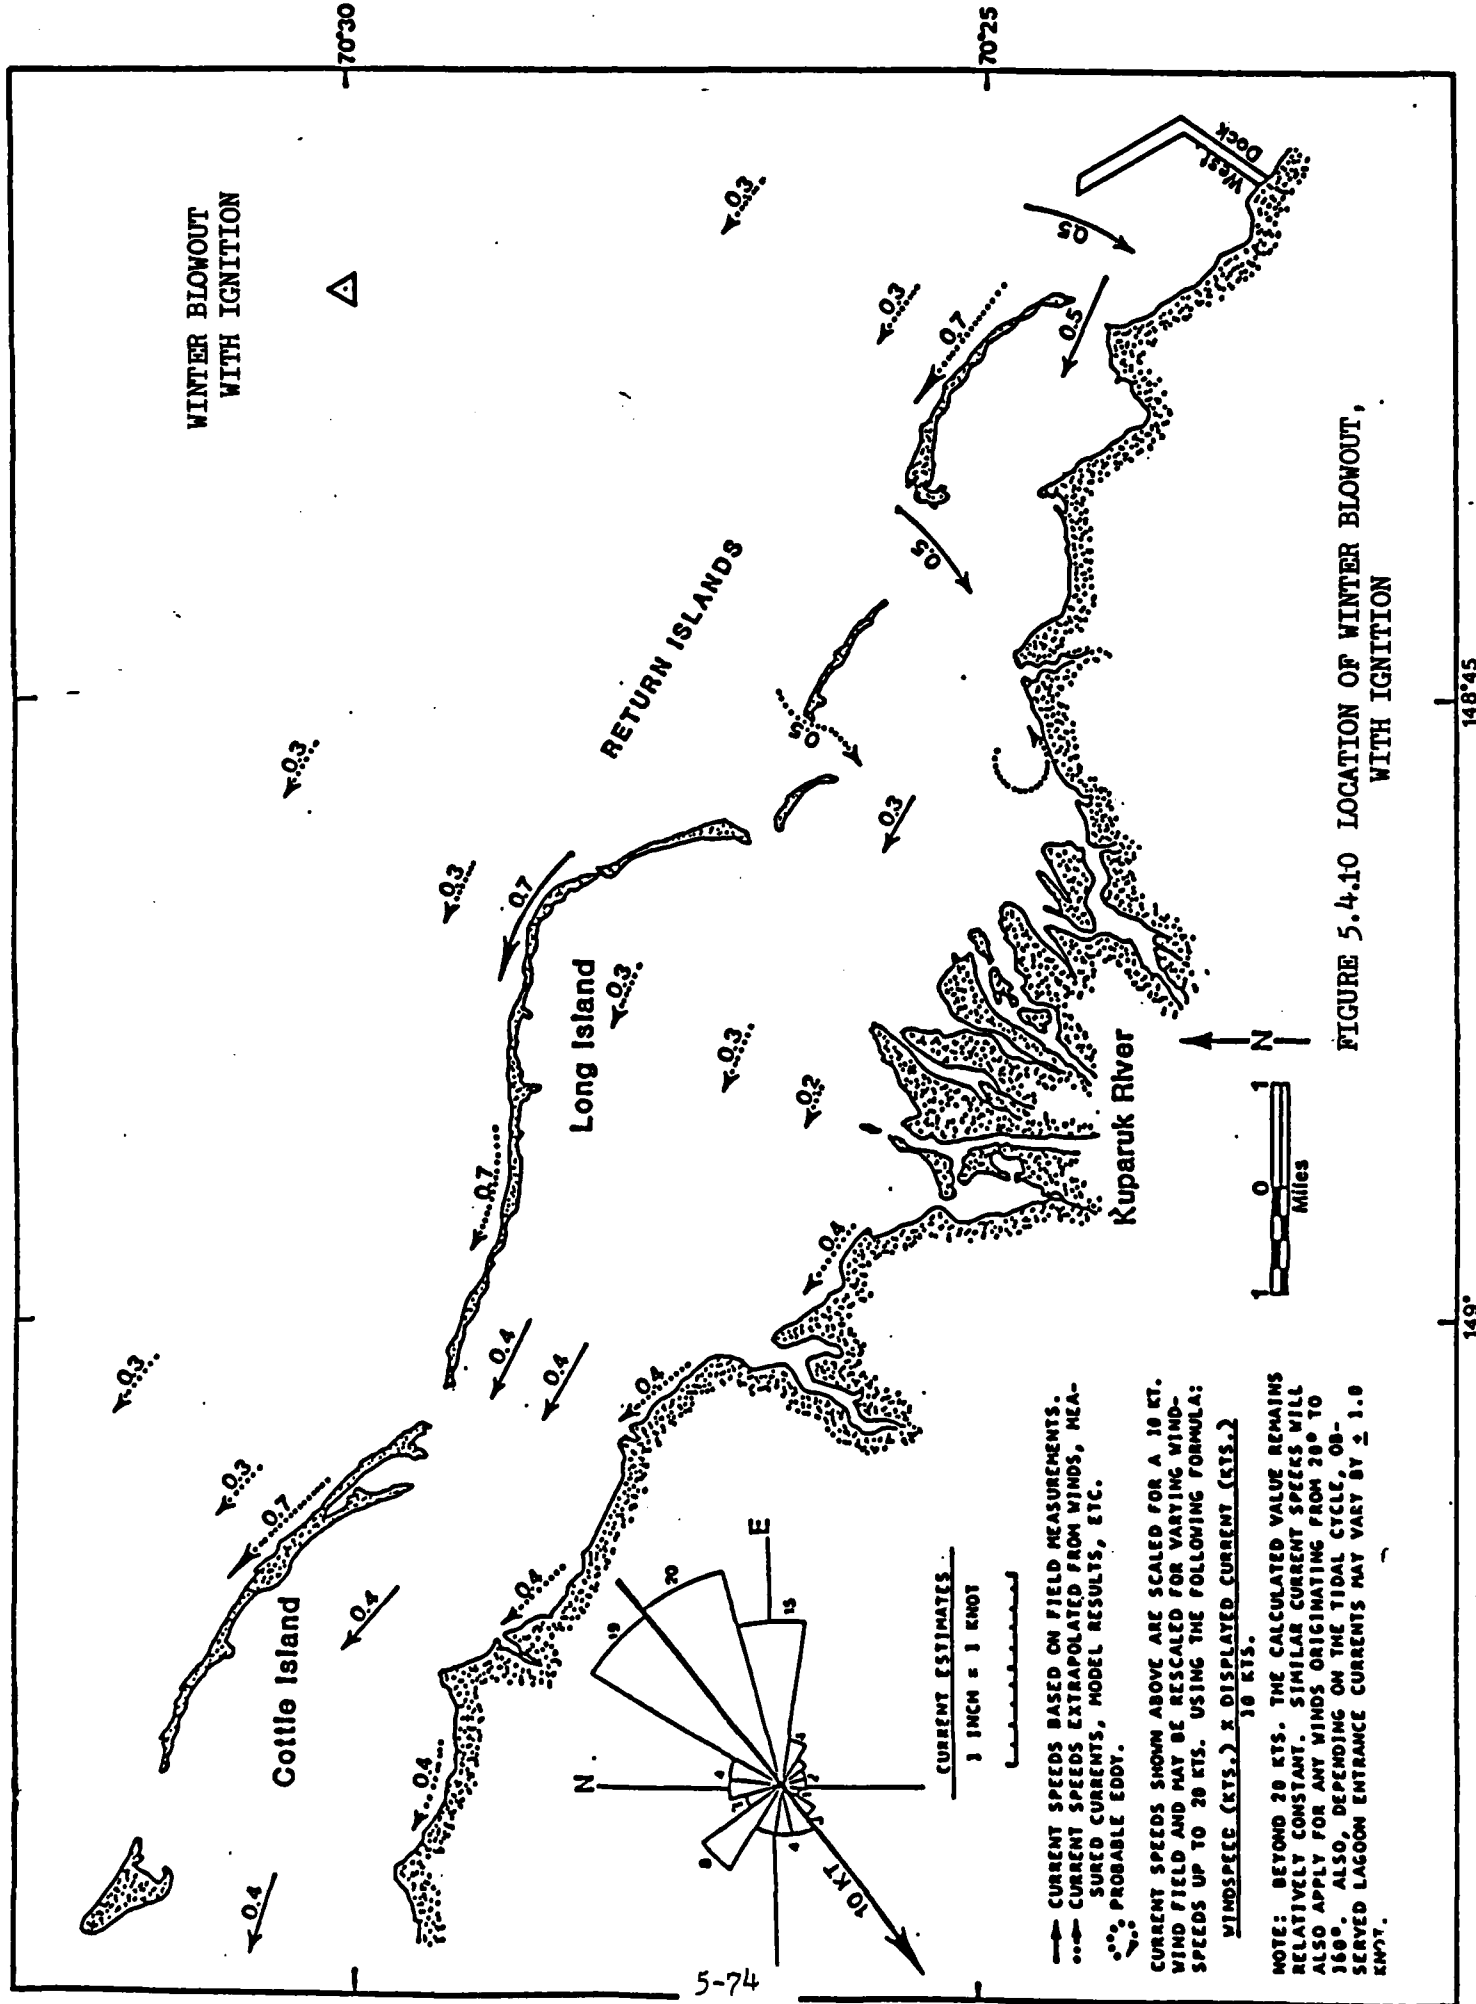 WINTER BLOWOUT
WITH IGNITION
70°30
70°25
0.3
0.3
0.7
0.5
0.5
West
Dock
0.5
RETURN ISLANDS
0.5
0.3
0.3
0.3
0.7
Long Island
0.3
0.3
0.2
0.7
Kuparuk River
0.4
0.4
0.4
0.4
0.3
0.3
0.7
0.4
0.4
Cottle Island
0.4
0.4
148°45
149°
N
1 0 1
Miles
N
E
19
20
15
8
4
4
2
4
10 KT
CURRENT ESTIMATES
1 INCH = 1 KNOT
CURRENT SPEEDS BASED ON FIELD MEASUREMENTS.
CURRENT SPEEDS EXTRAPOLATED FROM WINDS, MEA-
SURED CURRENTS, MODEL RESULTS, ETC.
PROBABLE EDDY.
CURRENT SPEEDS SHOWN ABOVE ARE SCALED FOR A 10 KT.
WIND FIELD AND MAY BE RESCALED FOR VARYING WIND-
SPEEDS UP TO 20 KTS. USING THE FOLLOWING FORMULA:
WINDSPEED (KTS.) X DISPLAYED CURRENT (KTS.)
10 KTS.
NOTE: BEYOND 20 KTS. THE CALCULATED VALUE REMAINS
RELATIVELY CONSTANT. SIMILAR CURRENT SPEEKS WILL
ALSO APPLY FOR ANY WINDS ORIGINATING FROM 20° TO
160°. ALSO, DEPENDING ON THE TIDAL CYCLE, OB-
SERVED LAGOON ENTRANCE CURRENTS MAY VARY BY ± 1.0
KNOT.
FIGURE 5.4.10 LOCATION OF WINTER BLOWOUT,
WITH IGNITION
5-74